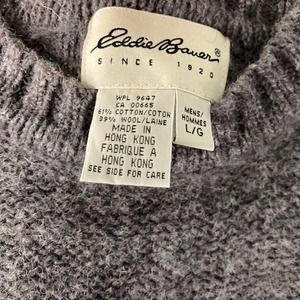 Eddie Bauer
SINCE 1920
WPL 9647
CA 00665
61% COTTON/COTON
39% WOOL/LAINE
MADE IN
HONG KONG
FABRIQUE A
HONG KONG
SEE SIDE FOR CARE
MENS/
HOMMES
L/G